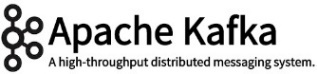 Apache Kafka
A high-throughput distributed messaging system.